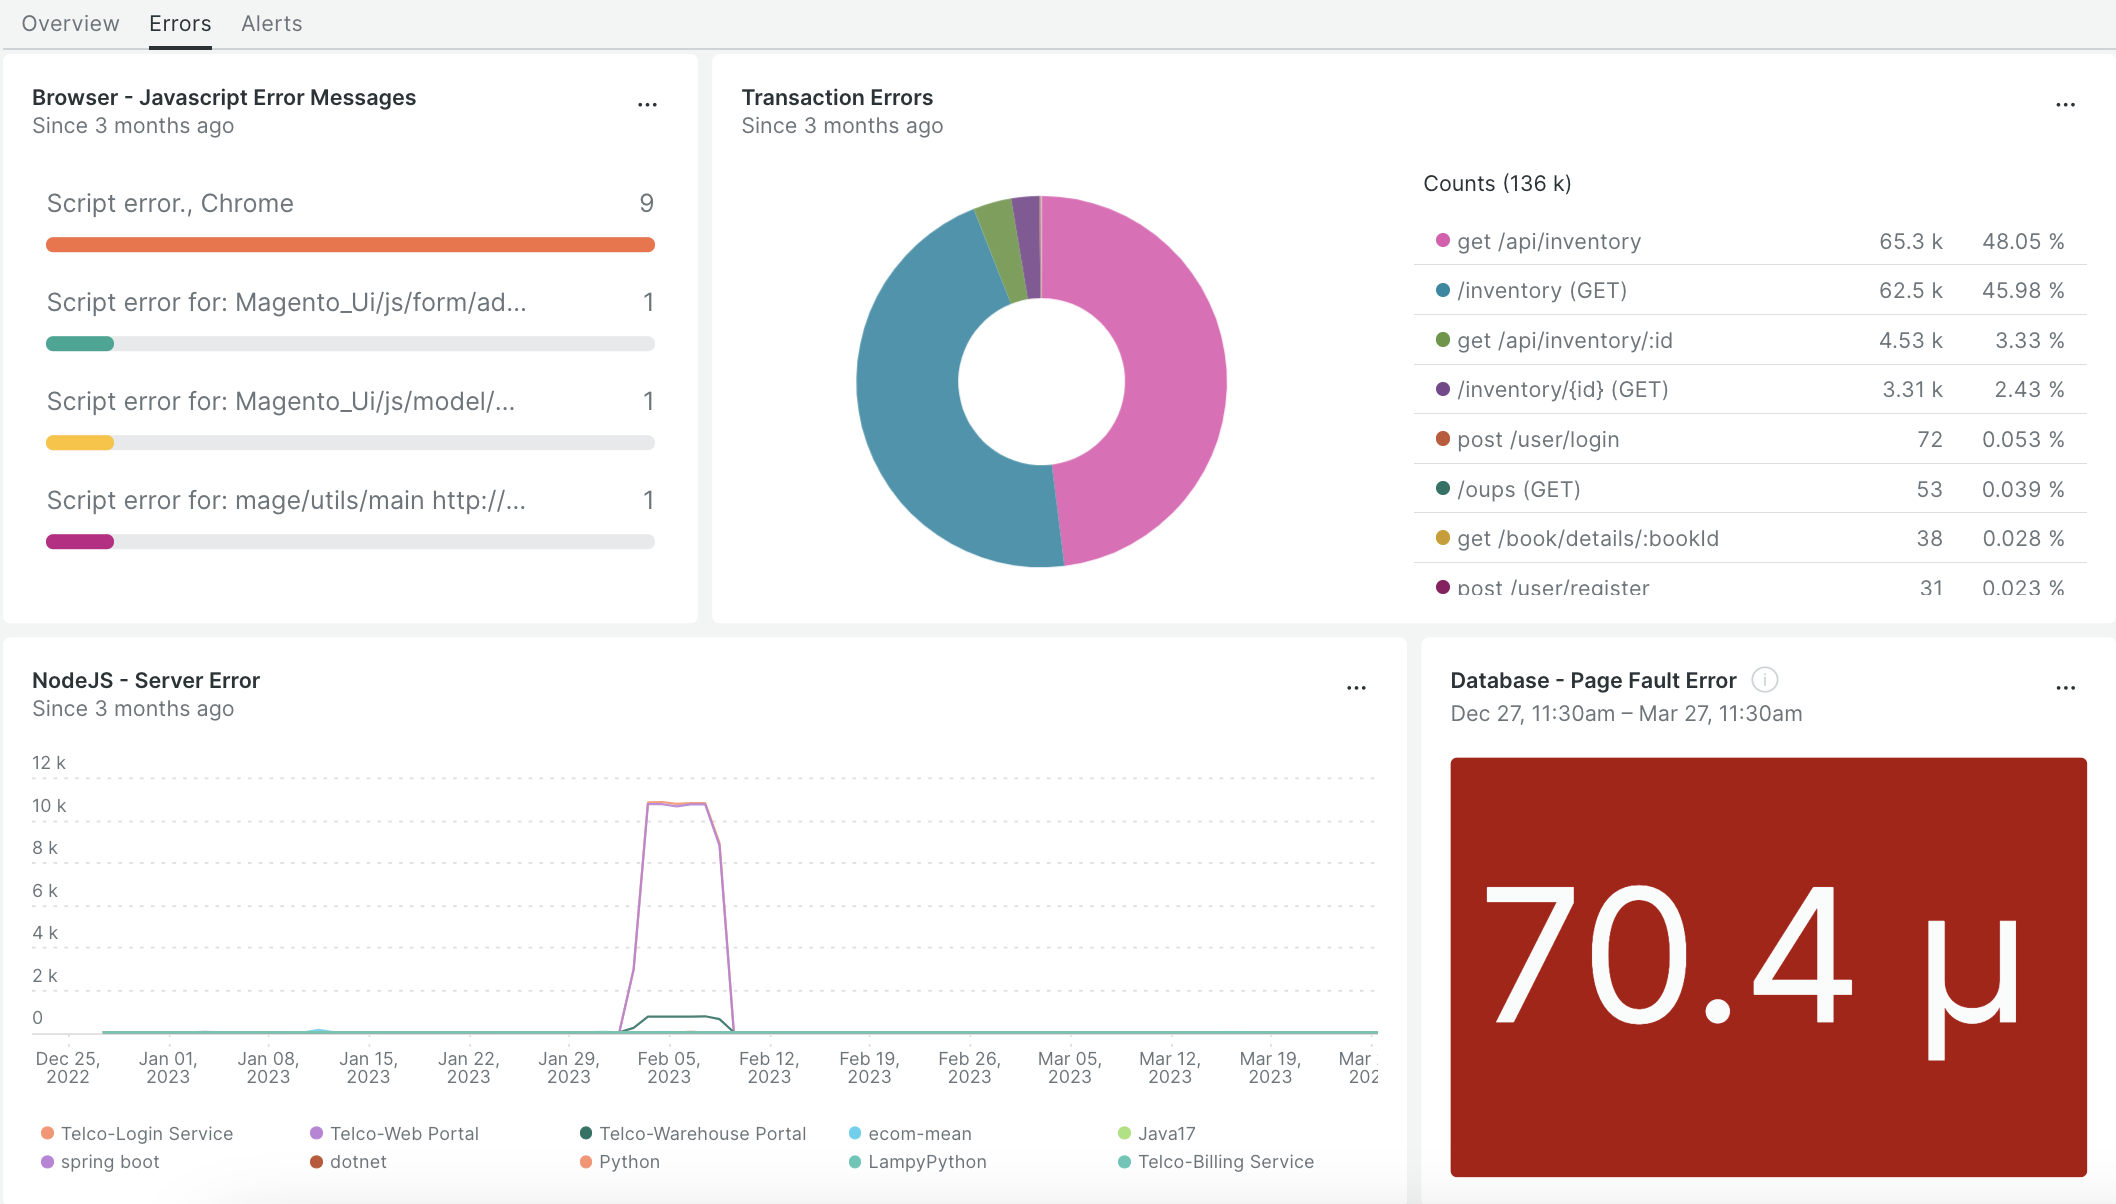 Overview Errors Alerts
Browser - Javascript Error Messages
Since 3 months ago
Script error., Chrome 9
Script error for: Magento_Ui/js/form/ad... 1
Script error for: Magento_Ui/js/model/... 1
Script error for: mage/utils/main http://... 1
Transaction Errors
Since 3 months ago
Counts (136 k)
get /api/inventory 65.3 k 48.05 %
/inventory (GET) 62.5 k 45.98 %
get /api/inventory/:id 4.53 k 3.33 %
/inventory/{id} (GET) 3.31 k 2.43 %
post /user/login 72 0.053 %
/oups (GET) 53 0.039 %
get /book/details/:bookId 38 0.028 %
post /user/register 31 0.023 %
NodeJS - Server Error
Since 3 months ago
12 k
10 k
8 k
6 k
4 k
2 k
0
Dec 25, 2022
Jan 01, 2023
Jan 08, 2023
Jan 15, 2023
Jan 22, 2023
Jan 29, 2023
Feb 05, 2023
Feb 12, 2023
Feb 19, 2023
Feb 26, 2023
Mar 05, 2023
Mar 12, 2023
Mar 19, 2023
Mar
202
Telco-Login Service Telco-Web Portal Telco-Warehouse Portal ecom-mean Java17
spring boot dotnet Python LampyPython Telco-Billing Service
Database - Page Fault Error
Dec 27, 11:30am – Mar 27, 11:30am
70.4 µ